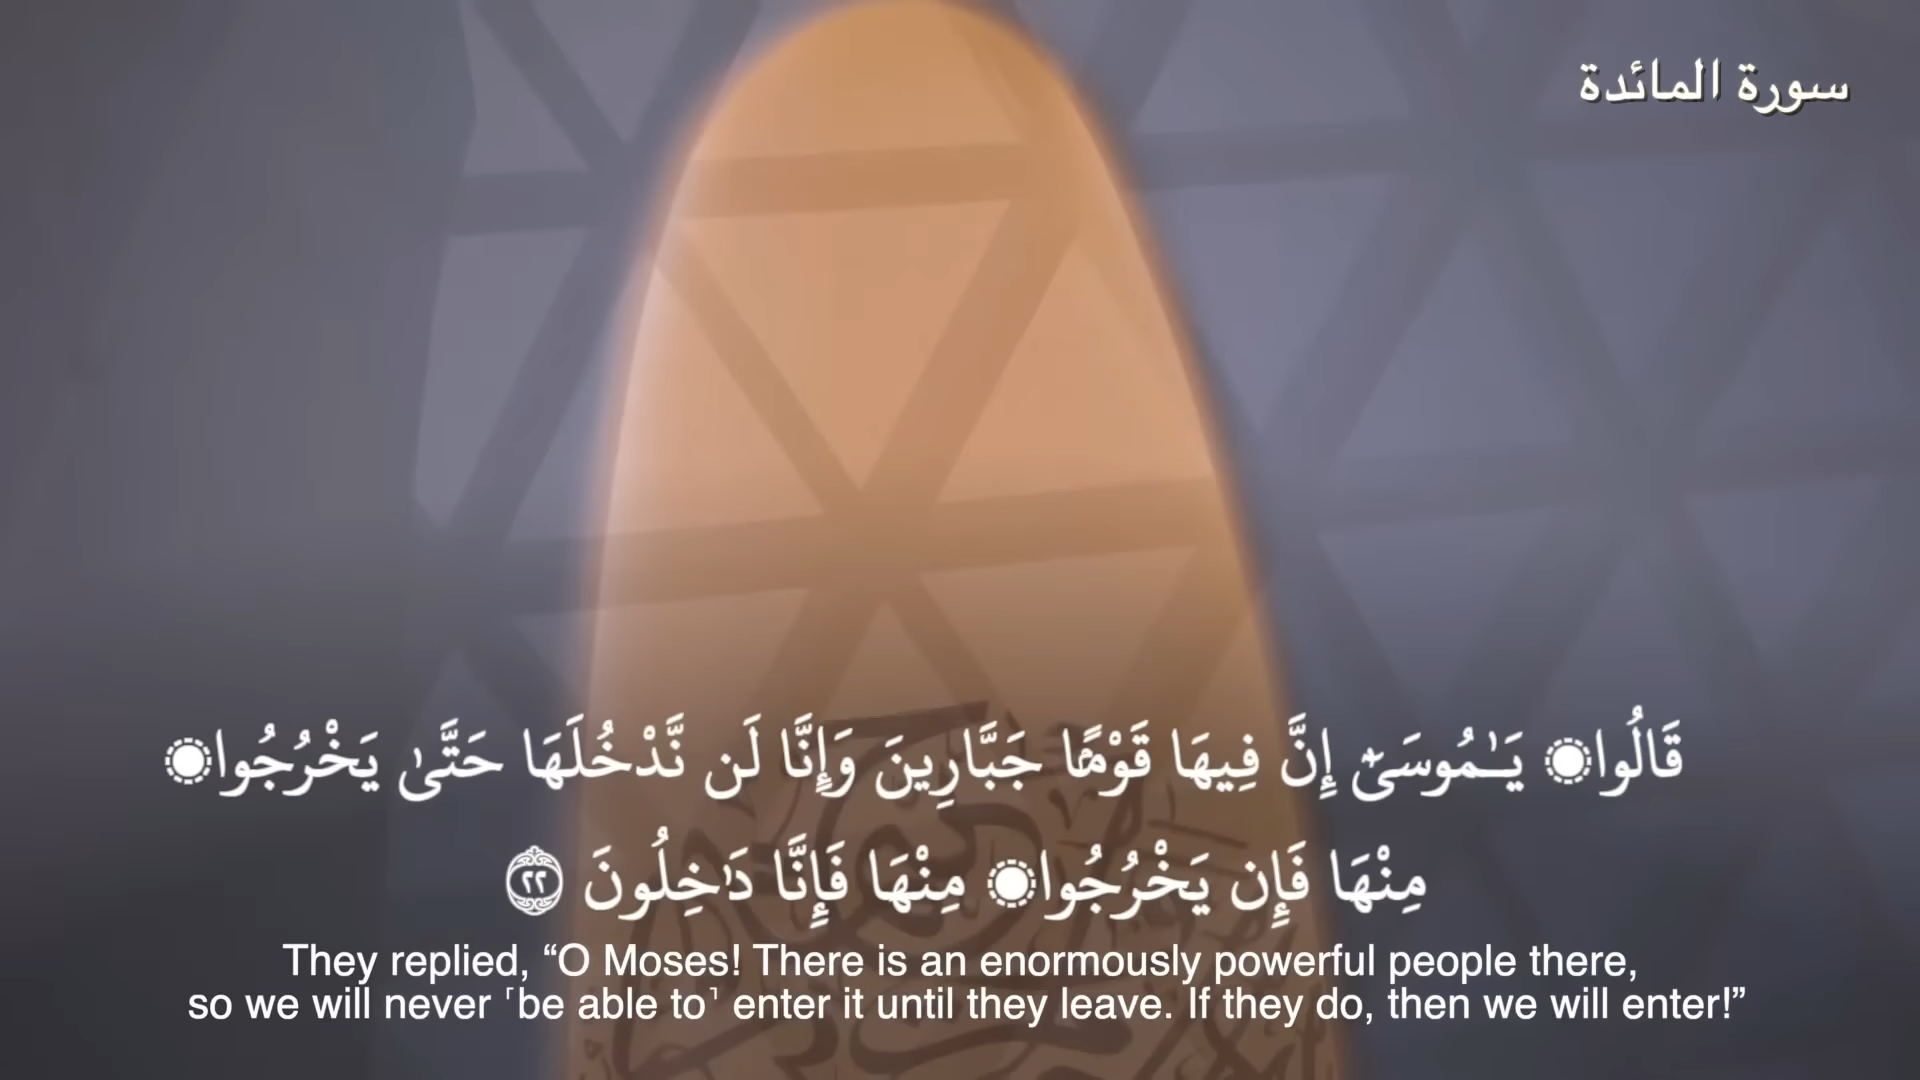 سورة المائدة
قَالُوا۟ يَـٰمُوسَىٰٓ إِنَّ فِيهَا قَوْمًا جَبَّارِينَ وَإِنَّا لَن نَّدْخُلَهَا حَتَّىٰ يَخْرُجُوا۟
مِنْهَا فَإِن يَخْرُجُوا۟ مِنْهَا فَإِنَّا دَٰخِلُونَ ٢٢
They replied, “O Moses! There is an enormously powerful people there,
so we will never ˹be able to˺ enter it until they leave. If they do, then we will enter!”